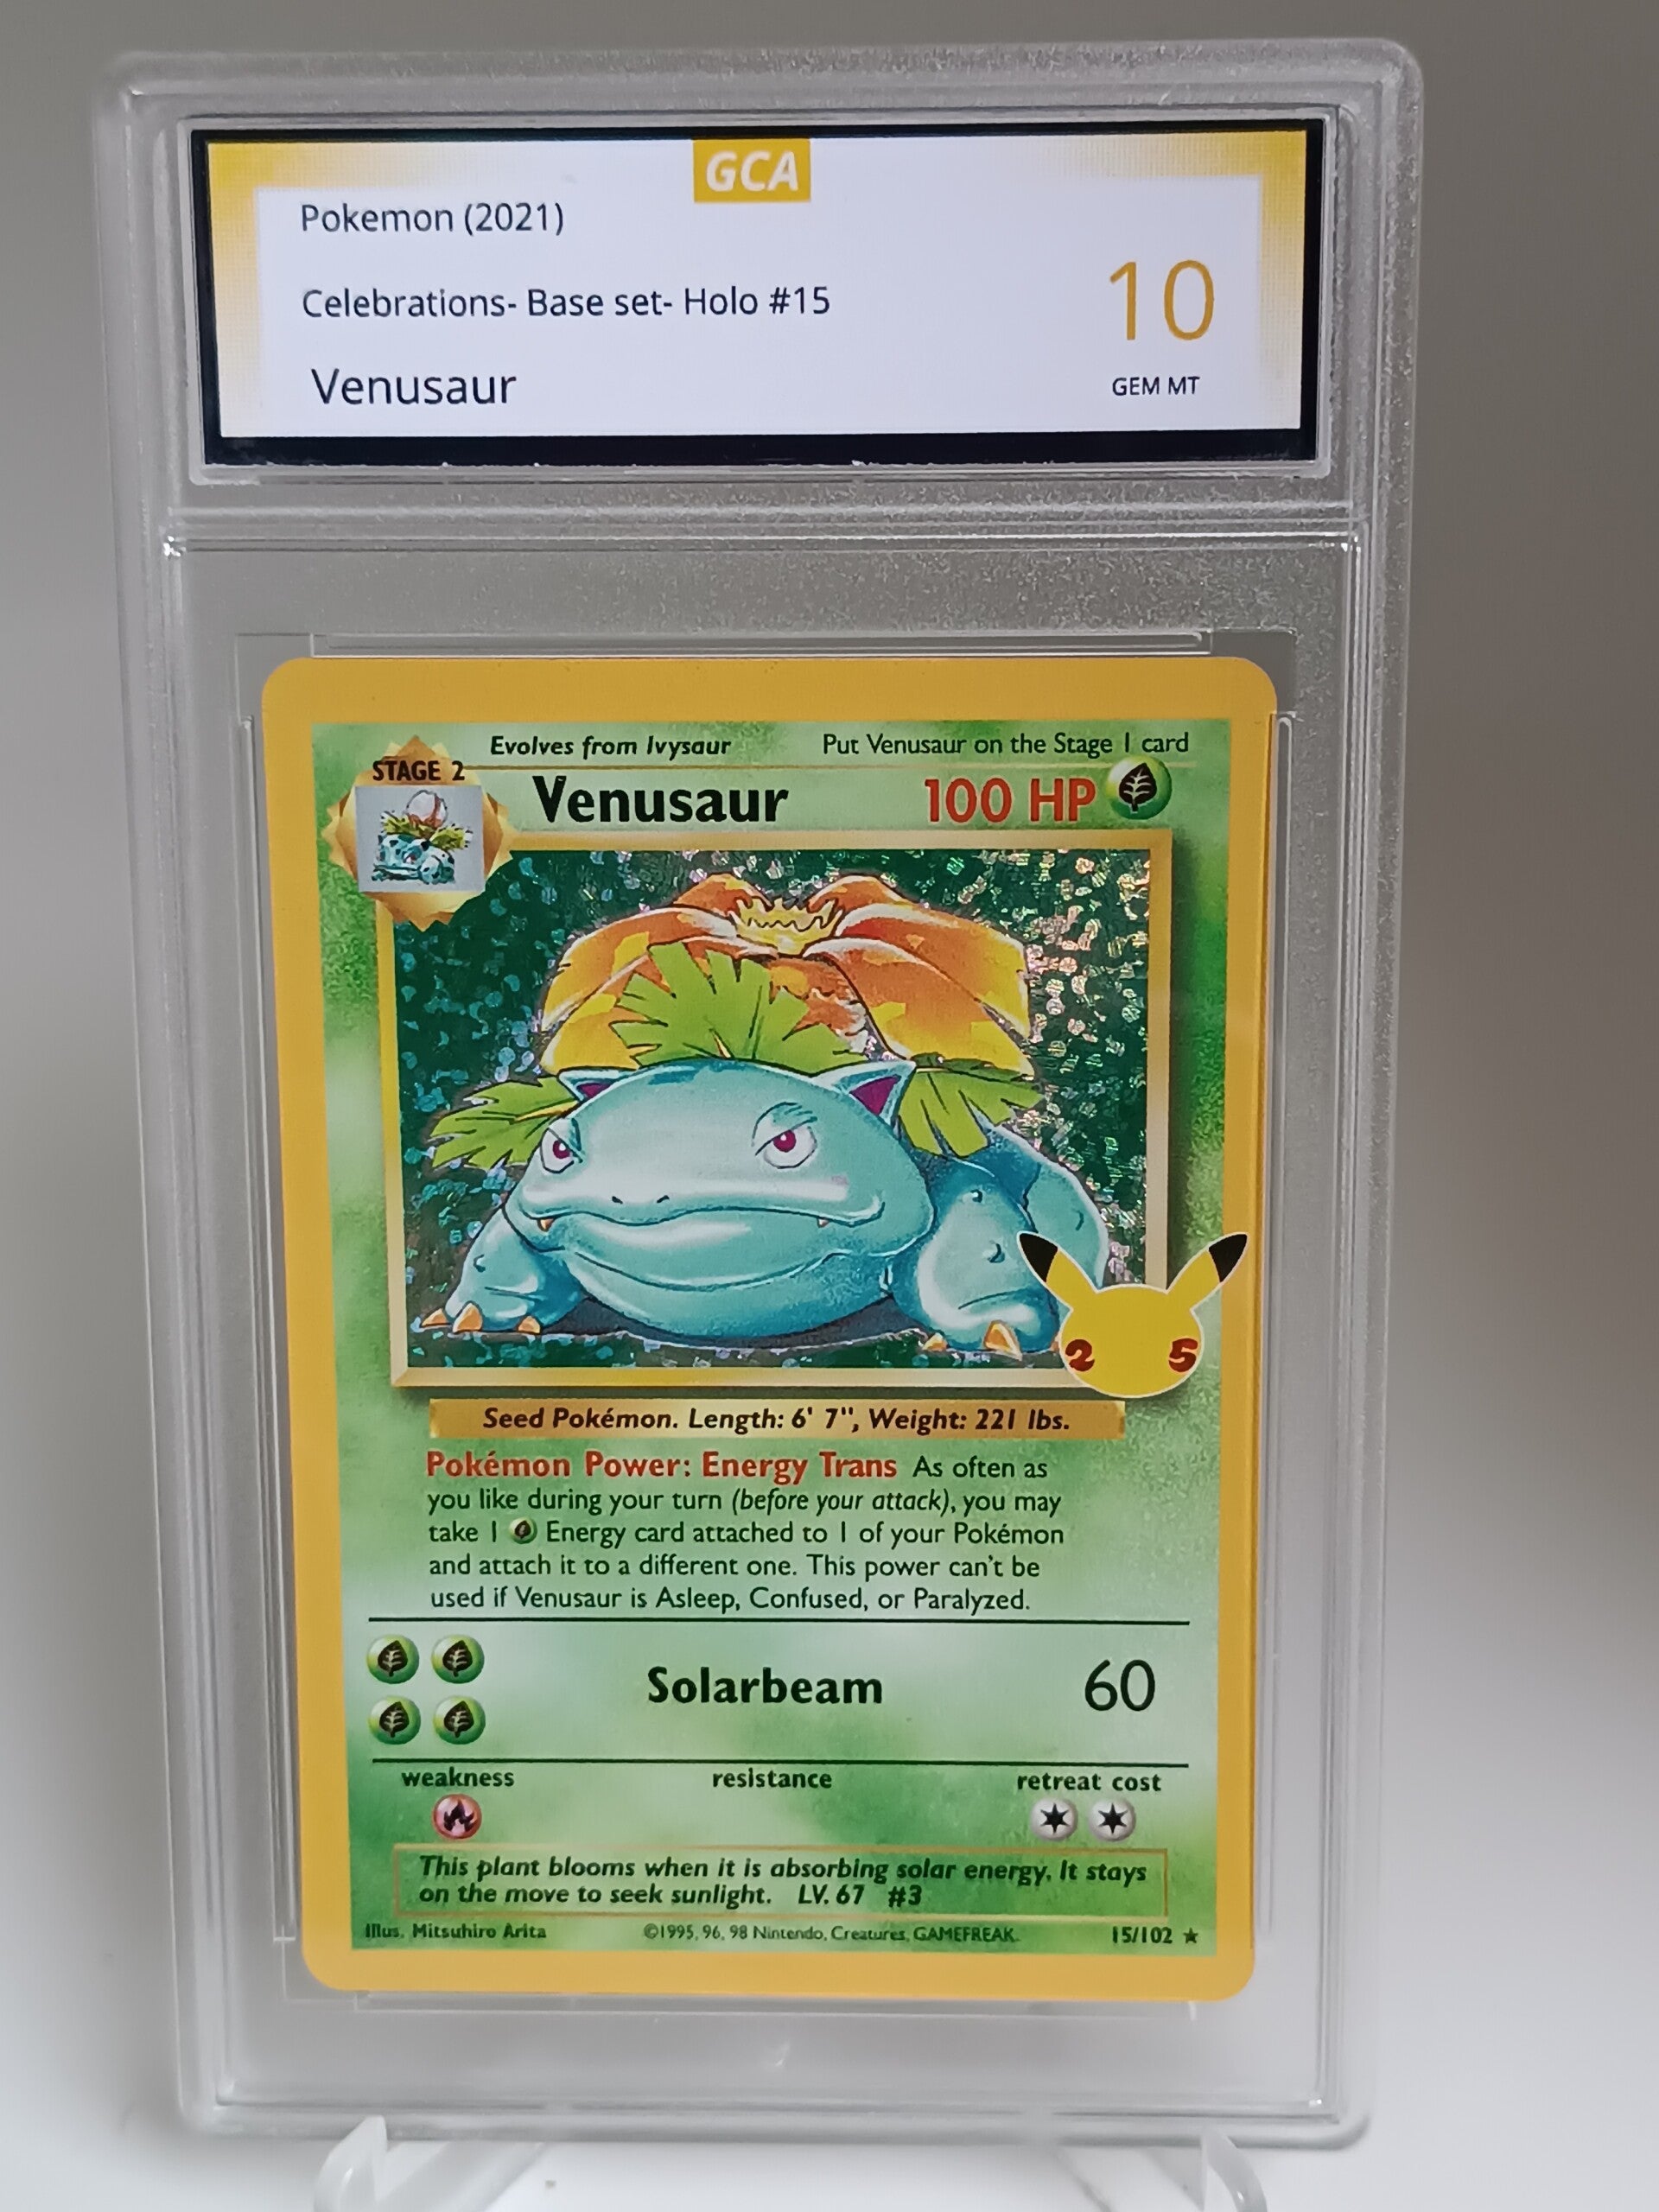 GCA
Pokemon (2021)
Celebrations- Base set- Holo #15
10
Venusaur
GEM MT
Evolves from Ivysaur
Put Venusaur on the Stage 1 card
STAGE 2
Venusaur
100 HP
2 5
Seed Pokémon. Length: 6' 7", Weight: 221 lbs.
Pokémon Power: Energy Trans As often as
you like during your turn (before your attack), you may
take 1 Energy card attached to 1 of your Pokémon
and attach it to a different one. This power can't be
used if Venusaur is Asleep, Confused, or Paralyzed.
Solarbeam
60
weakness
resistance
retreat cost
This plant blooms when it is absorbing solar energy. It stays
on the move to seek sunlight. LV. 67 #3
Illus. Mitsuhiro Arita
©1995, 96, 98 Nintendo, Creatures, GAMEFREAK.
15/102 ★